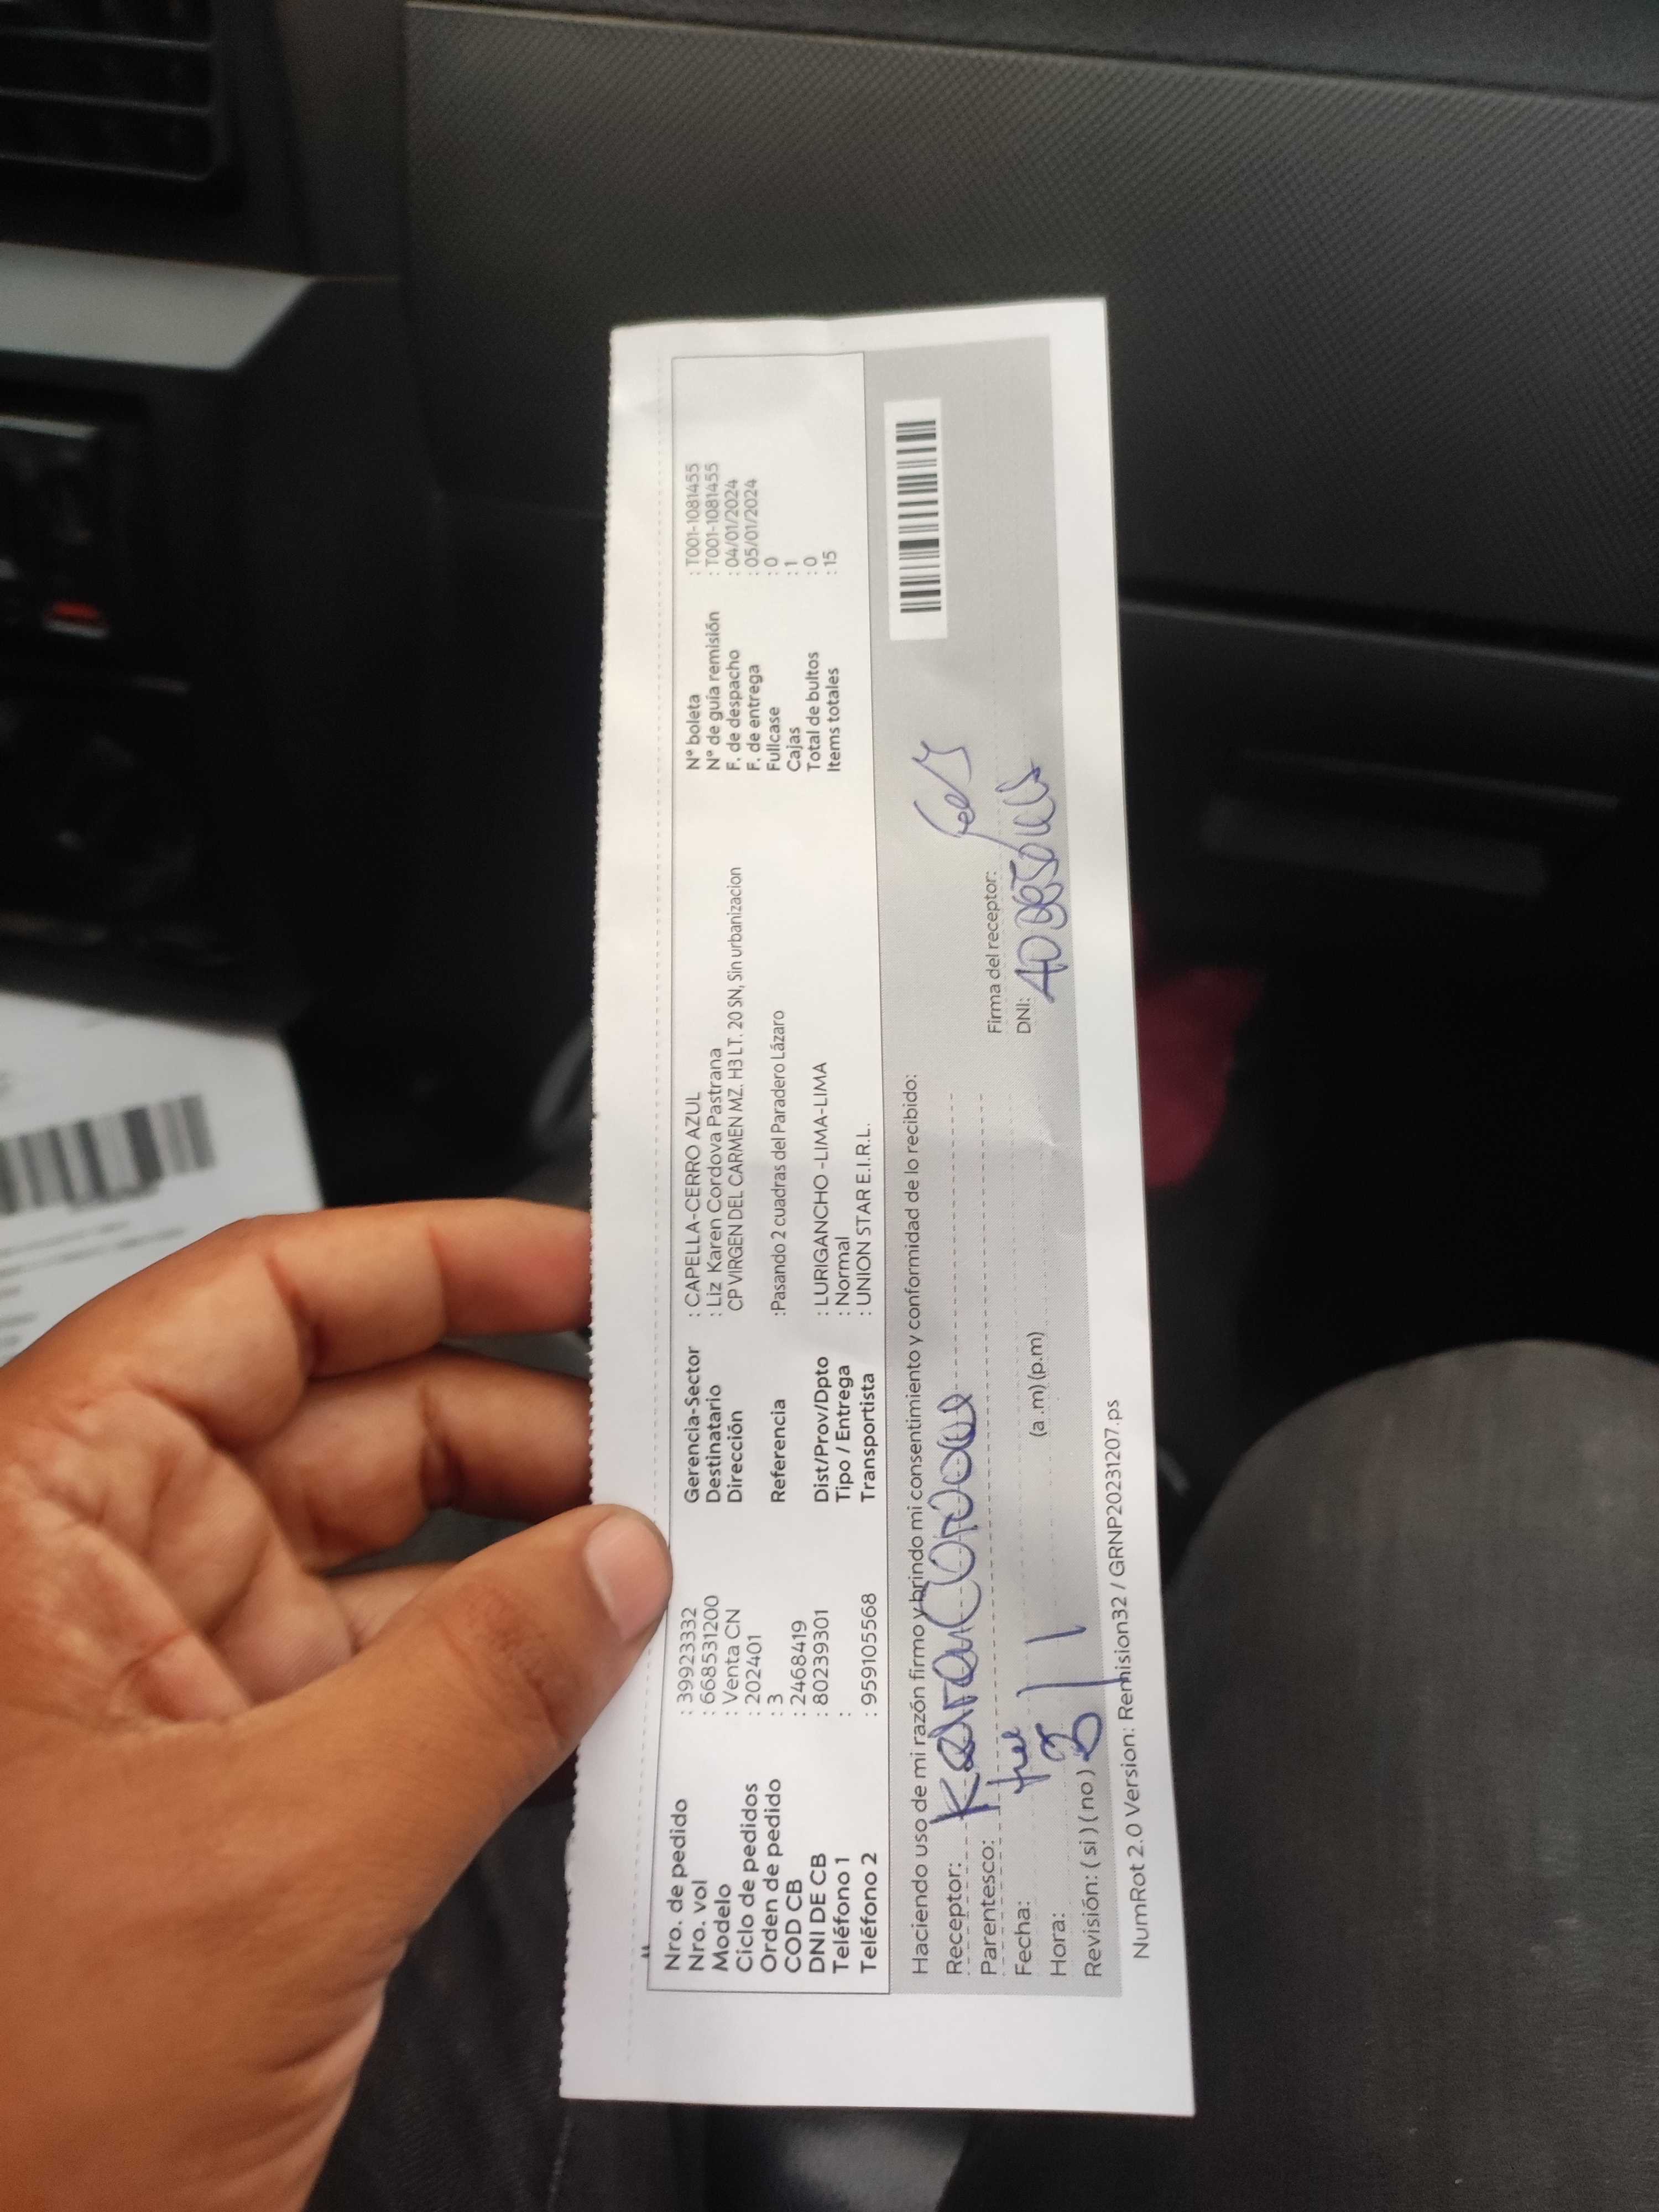 Nro. de pedido : 39923332
Nro. vol : 668531200
Modelo : Venta CN
Ciclo de pedidos : 202401
Orden de pedido : 3
COD CB : 2468419
DNI DE CB : 80239301
Teléfono 1 :
Teléfono 2 : 959105568
Gerencia-Sector : CAPELLA-CERRO AZUL
Destinatario : Liz Karen Cordova Pastrana
Dirección CP VIRGEN DEL CARMEN MZ. H3 LT. 20 SN, Sin urbanizacion
Referencia :Pasando 2 cuadras del Paradero Lázaro
Dist/Prov/Dpto : LURIGANCHO -LIMA-LIMA
Tipo / Entrega : Normal
Transportista : UNION STAR E.I.R.L.
N° boleta : T001-1081455
N° de guía remisión : T001-1081455
F. de despacho : 04/01/2024
F. de entrega : 05/01/2024
Fullcase : 0
Cajas : 1
Total de bultos : 0
Items totales : 15
Haciendo uso de mi razón firmo y brindo mi consentimiento y conformidad de lo recibido:
Receptor: Karen Cordova
Parentesco:
Fecha:
Hora: (a .m) (p.m)
Revisión: ( si ) ( no )
Firma del receptor:
DNI:
NumRot 2.0 Version: Remision32 / GRNP20231207.ps